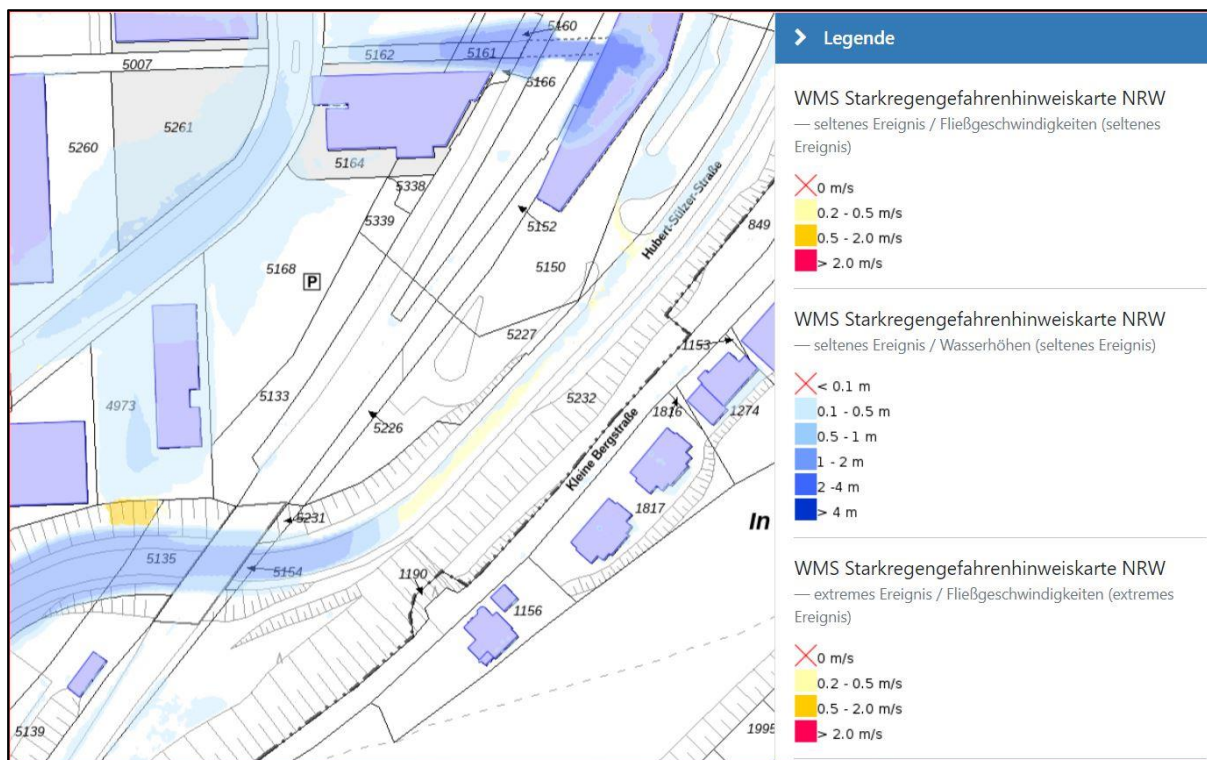 5160
5162
5161
5007
5166
5261
5260
5164
5338
5339
5152
849
Hubert-Sülzer-Straße
5168
P
5150
5227
1153
5133
5232
4973
1816
1274
5226
Kleine Bergstraße
1817
5231
In
5135
5154
1190
1156
5139
1995
Legende
WMS Starkregengefahrenhinweiskarte NRW
— seltenes Ereignis / Fließgeschwindigkeiten (seltenes
Ereignis)
0 m/s
0.2 - 0.5 m/s
0.5 - 2.0 m/s
> 2.0 m/s
WMS Starkregengefahrenhinweiskarte NRW
— seltenes Ereignis / Wasserhöhen (seltenes Ereignis)
< 0.1 m
0.1 - 0.5 m
0.5 - 1 m
1 - 2 m
2 -4 m
> 4 m
WMS Starkregengefahrenhinweiskarte NRW
— extremes Ereignis / Fließgeschwindigkeiten (extremes
Ereignis)
0 m/s
0.2 - 0.5 m/s
0.5 - 2.0 m/s
> 2.0 m/s